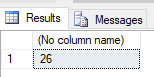 Results Messages
(No column name)
1 26